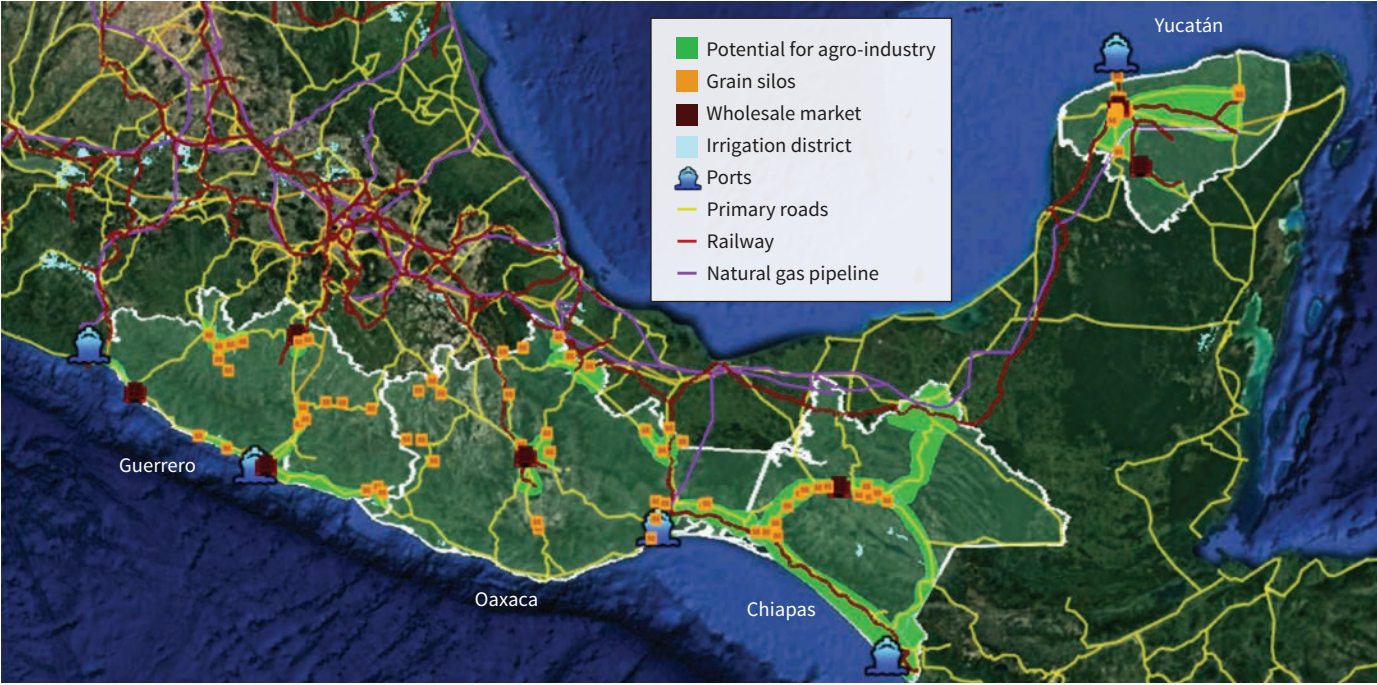 Yucatán
Potential for agro-industry
Grain silos
Wholesale market
Irrigation district
Ports
Primary roads
Railway
Natural gas pipeline
Guerrero
Oaxaca
Chiapas